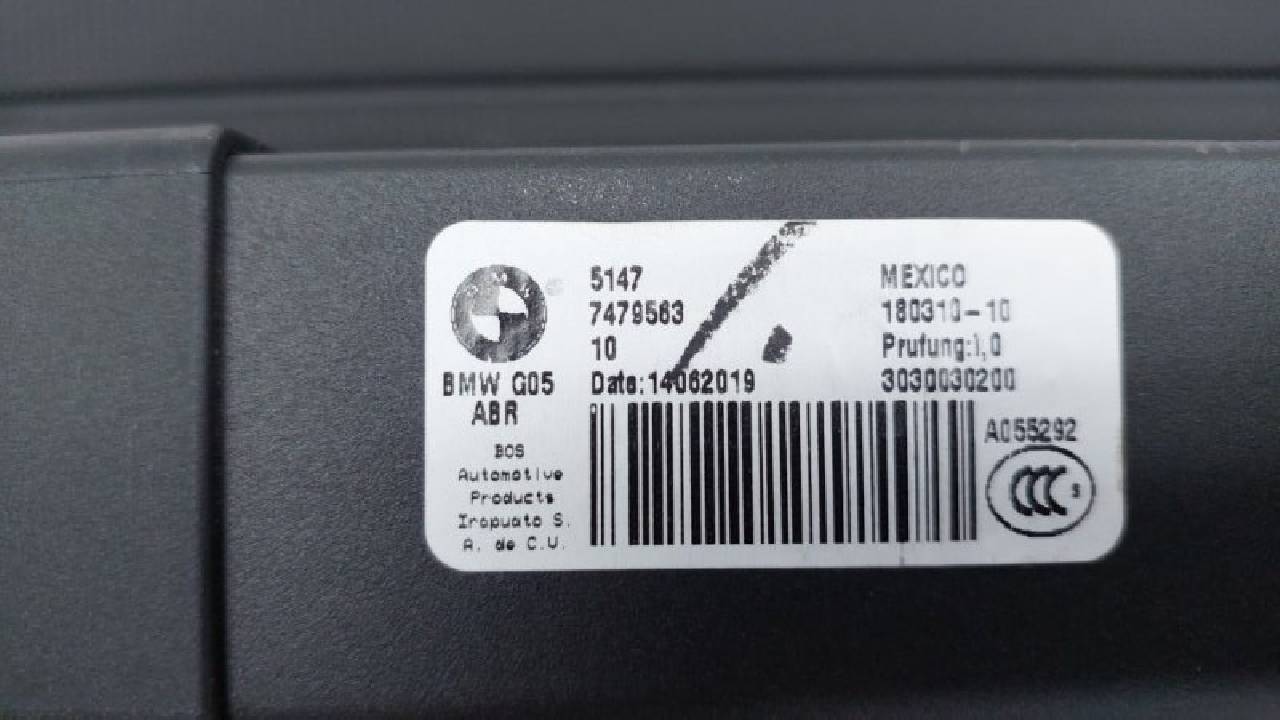 BMW G05
ABR
BOS
Automotive
Products
Irapuato S.
A. de C.V.
5147
7479563
10
Date:14062019
MEXICO
180310-10
Prufung:i,0
3030030200
A055292
CCC S